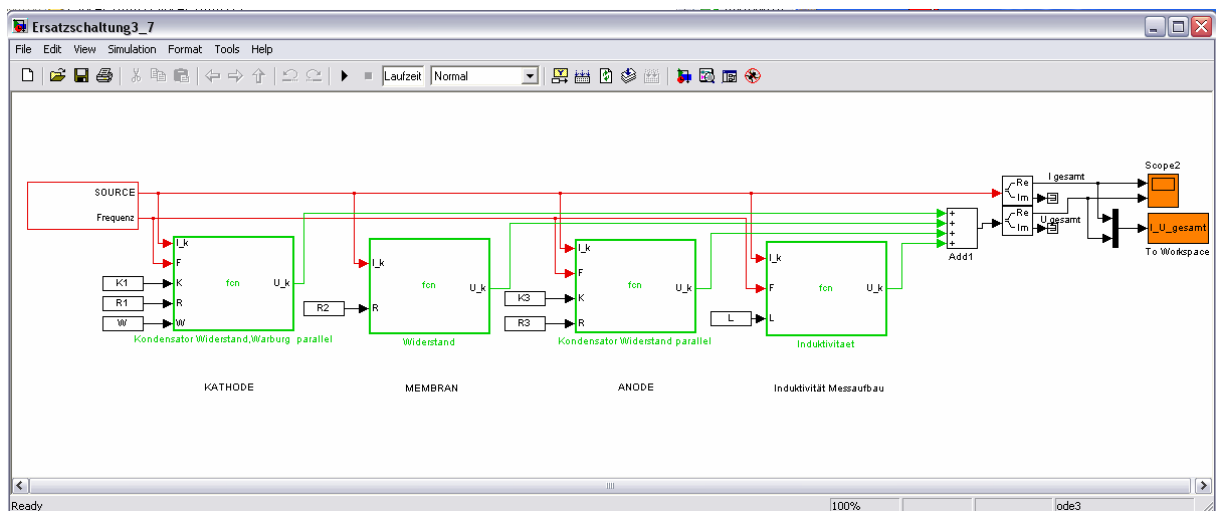 Ersatzschaltung3_7
File Edit View Simulation Format Tools Help
Laufzeit Normal
Scope2
SOURCE
Re I gesamt
Im
Frequenz
Re
U gesamt
Im
I_U_gesamt
To Workspace
+
+
+
+
Add1
I_k
F
K1 K fcn U_k
R1 R
W W
Kondensator Widerstand,Warburg parallel
I_k
fcn
U_k
R2 R
Widerstand
I_k
F
fcn
U_k
K3 K
R3 R
Kondensator Widerstand parallel
I_k
F fcn U_k
L L
Induktivitaet
KATHODE MEMBRAN ANODE Induktivität Messaufbau
Ready 100% ode3